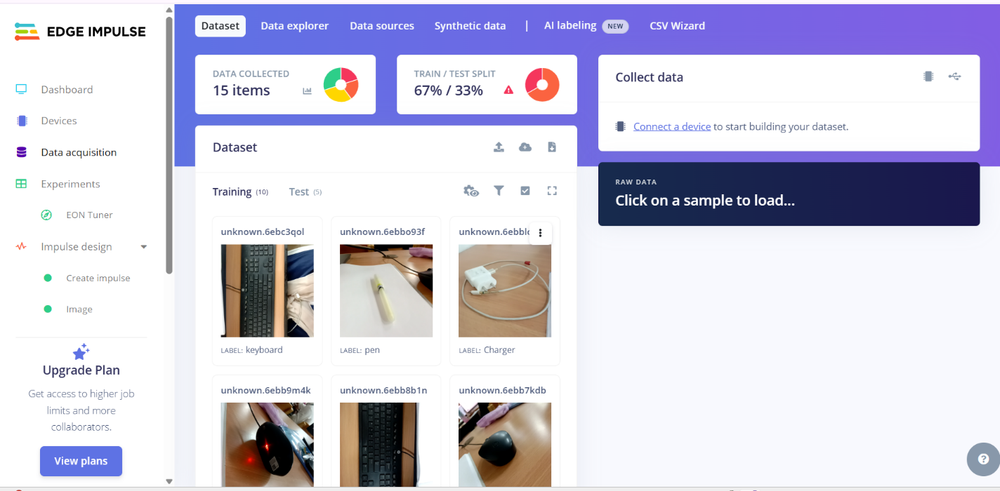 EDGE IMPULSE
Dashboard
Devices
Data acquisition
Experiments
EON Tuner
Impulse design
Create impulse
Image
Upgrade Plan
Get access to higher job
limits and more
collaborators.
View plans
Dataset Data explorer Data sources Synthetic data | AI labeling NEW CSV Wizard
DATA COLLECTED
15 items
TRAIN / TEST SPLIT
67% / 33%
Dataset
Training (10) Test (5)
unknown.6ebc3qol
LABEL: keyboard
unknown.6ebbo93f
LABEL: pen
unknown.6ebblc
LABEL: Charger
unknown.6ebb9m4k
unknown.6ebb8b1n
unknown.6ebb7kdb
Collect data
Connect a device to start building your dataset.
RAW DATA
Click on a sample to load...
?